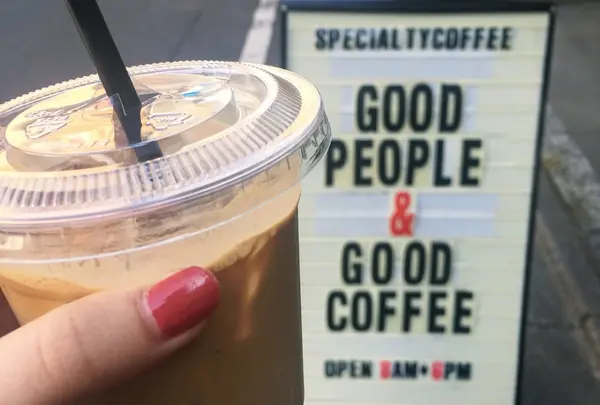 SPECIALTYCOFFEE
GOOD
PEOPLE
&
GOOD
COFFEE
OPEN 8AM • 6PM